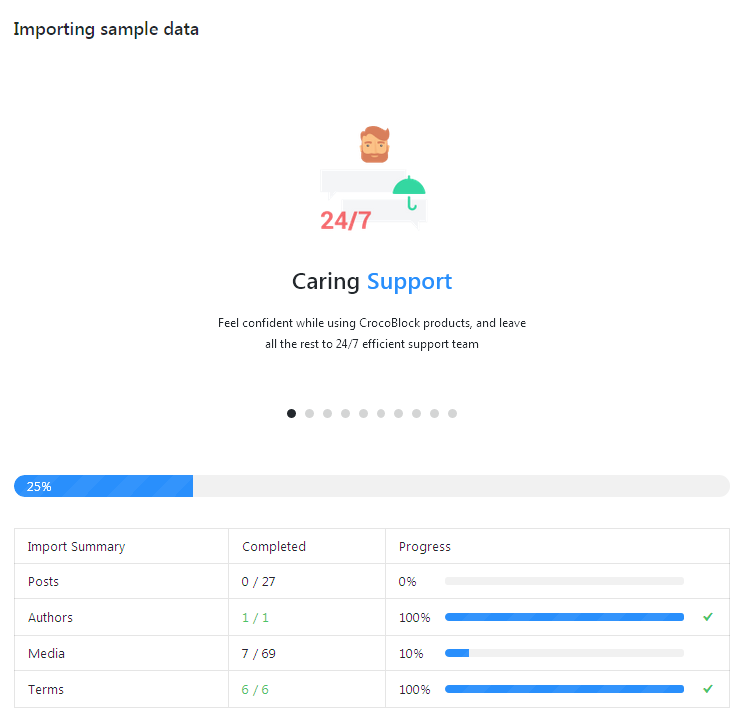 Importing sample data
24/7
Caring Support
Feel confident while using CrocoBlock products, and leave
all the rest to 24/7 efficient support team
25%
Import Summary Completed Progress
Posts 0 / 27 0%
Authors 1 / 1 100%
Media 7 / 69 10%
Terms 6 / 6 100%